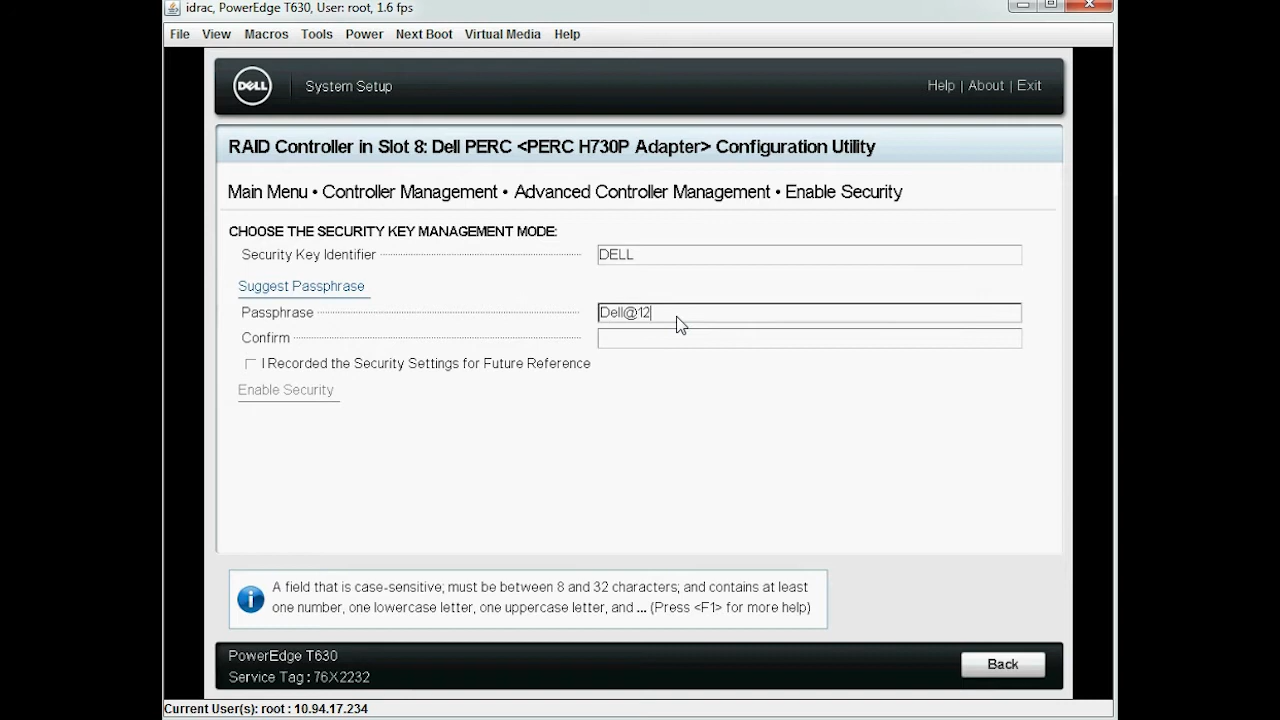 idrac, PowerEdge T630, User: root, 1.6 fps
File View Macros Tools Power Next Boot Virtual Media Help
DELL System Setup Help | About | Exit
RAID Controller in Slot 8: Dell PERC <PERC H730P Adapter> Configuration Utility
Main Menu • Controller Management • Advanced Controller Management • Enable Security
CHOOSE THE SECURITY KEY MANAGEMENT MODE:
Security Key Identifier DELL
Suggest Passphrase
Passphrase Dell@12
Confirm
I Recorded the Security Settings for Future Reference
Enable Security
A field that is case-sensitive; must be between 8 and 32 characters; and contains at least
one number, one lowercase letter, one uppercase letter, and ... (Press <F1> for more help)
PowerEdge T630
Service Tag : 76X2232
Back
Current User(s): root : 10.94.17.234